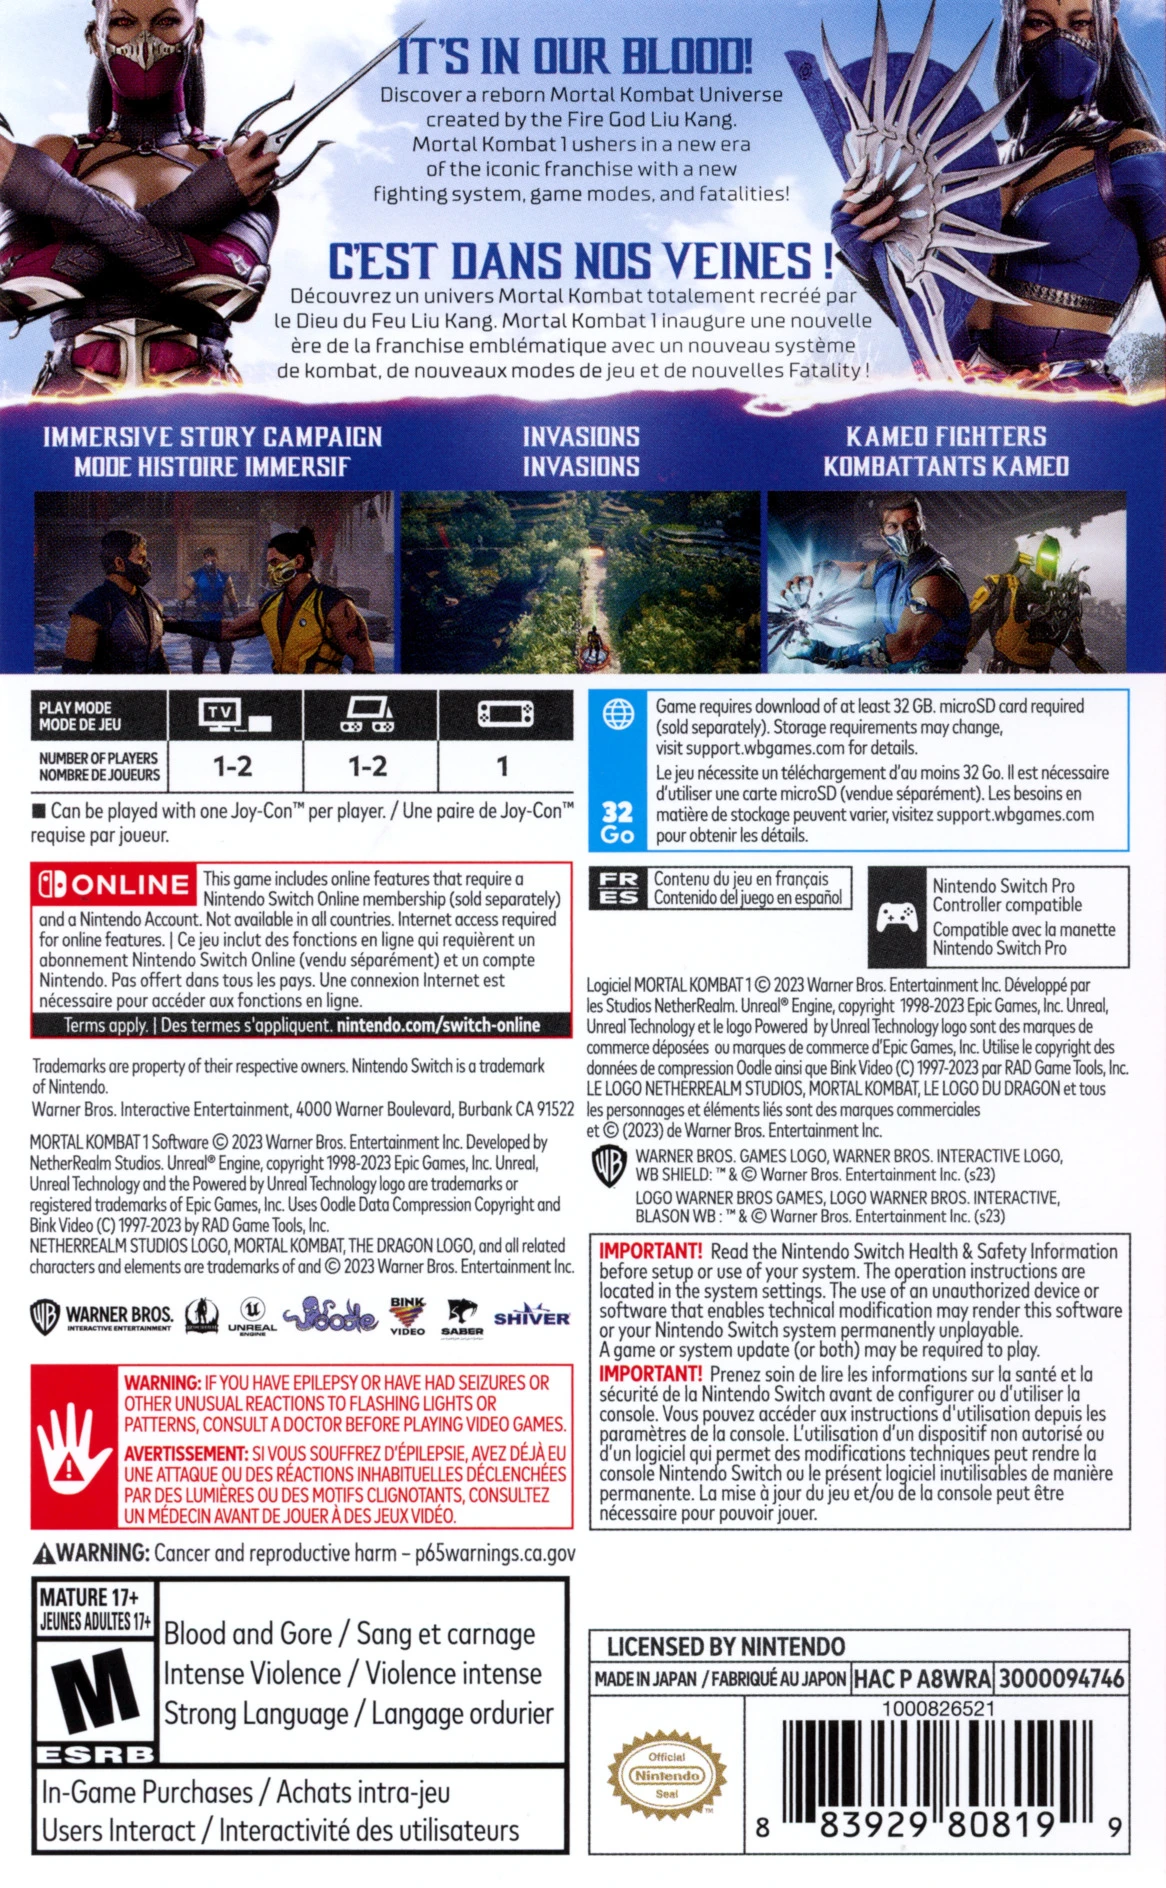 IT'S IN OUR BLOOD!
Discover a reborn Mortal Kombat Universe
created by the Fire God Liu Kang.
Mortal Kombat 1 ushers in a new era
of the iconic franchise with a new
fighting system, game modes, and fatalities!
C'EST DANS NOS VEINES !
Découvrez un univers Mortal Kombat totalement recréé par
le Dieu du Feu Liu Kang. Mortal Kombat 1 inaugure une nouvelle
ère de la franchise emblématique avec un nouveau système
de kombat, de nouveaux modes de jeu et de nouvelles Fatality !
IMMERSIVE STORY CAMPAIGN
MODE HISTOIRE IMMERSIF
INVASIONS
INVASIONS
KAMEO FIGHTERS
KOMBATTANTS KAMEO
PLAY MODE
MODE DE JEU
TV
NUMBER OF PLAYERS
NOMBRE DE JOUEURS
1-2
1-2
1
■ Can be played with one Joy-Con™ per player. / Une paire de Joy-Con™
requise par joueur.
32
Go
Game requires download of at least 32 GB. microSD card required
(sold separately). Storage requirements may change,
visit support.wbgames.com for details.
Le jeu nécessite un téléchargement d'au moins 32 Go. Il est nécessaire
d'utiliser une carte microSD (vendue séparément). Les besoins en
matière de stockage peuvent varier, visitez support.wbgames.com
pour obtenir les détails.
ONLINE
This game includes online features that require a
Nintendo Switch Online membership (sold separately)
and a Nintendo Account. Not available in all countries. Internet access required
for online features. | Ce jeu inclut des fonctions en ligne qui requièrent un
abonnement Nintendo Switch Online (vendu séparément) et un compte
Nintendo. Pas offert dans tous les pays. Une connexion Internet est
nécessaire pour accéder aux fonctions en ligne.
Terms apply. | Des termes s'appliquent. nintendo.com/switch-online
FR
ES
Contenu du jeu en français
Contenido del juego en español
Nintendo Switch Pro
Controller compatible
Compatible avec la manette
Nintendo Switch Pro
Trademarks are property of their respective owners. Nintendo Switch is a trademark
of Nintendo.
Warner Bros. Interactive Entertainment, 4000 Warner Boulevard, Burbank CA 91522
MORTAL KOMBAT 1 Software © 2023 Warner Bros. Entertainment Inc. Developed by
NetherRealm Studios. Unreal® Engine, copyright 1998-2023 Epic Games, Inc. Unreal,
Unreal Technology and the Powered by Unreal Technology logo are trademarks or
registered trademarks of Epic Games, Inc. Uses Oodle Data Compression Copyright and
Bink Video (C) 1997-2023 by RAD Game Tools, Inc.
NETHERREALM STUDIOS LOGO, MORTAL KOMBAT, THE DRAGON LOGO, and all related
characters and elements are trademarks of and © 2023 Warner Bros. Entertainment Inc.
Logiciel MORTAL KOMBAT 1 © 2023 Warner Bros. Entertainment Inc. Développé par
les Studios NetherRealm. Unreal® Engine, copyright 1998-2023 Epic Games, Inc. Unreal,
Unreal Technology et le logo Powered by Unreal Technology logo sont des marques de
commerce déposées ou marques de commerce d'Epic Games, Inc. Utilise le copyright des
données de compression Oodle ainsi que Bink Video (C) 1997-2023 par RAD Game Tools, Inc.
LE LOGO NETHERREALM STUDIOS, MORTAL KOMBAT, LE LOGO DU DRAGON et tous
les personnages et éléments liés sont des marques commerciales
et © (2023) de Warner Bros. Entertainment Inc.
WB
WARNER BROS. GAMES LOGO, WARNER BROS. INTERACTIVE LOGO,
WB SHIELD: ™ & © Warner Bros. Entertainment Inc. (s23)
LOGO WARNER BROS GAMES, LOGO WARNER BROS. INTERACTIVE,
BLASON WB : ™ & © Warner Bros. Entertainment Inc. (s23)
WB WARNER BROS.
INTERACTIVE ENTERTAINMENT
UNREAL
ENGINE
oodle
BINK
VIDEO
SABER
SHIVER
WARNING: IF YOU HAVE EPILEPSY OR HAVE HAD SEIZURES OR
OTHER UNUSUAL REACTIONS TO FLASHING LIGHTS OR
PATTERNS, CONSULT A DOCTOR BEFORE PLAYING VIDEO GAMES.
AVERTISSEMENT: SI VOUS SOUFFREZ D'ÉPILEPSIE, AVEZ DÉJÀ EU
UNE ATTAQUE OU DES RÉACTIONS INHABITUELLES DÉCLENCHÉES
PAR DES LUMIÈRES OU DES MOTIFS CLIGNOTANTS, CONSULTEZ
UN MÉDECIN AVANT DE JOUER À DES JEUX VIDÉO.
IMPORTANT! Read the Nintendo Switch Health & Safety Information
before setup or use of your system. The operation instructions are
located in the system settings. The use of an unauthorized device or
software that enables technical modification may render this software
or your Nintendo Switch system permanently unplayable.
A game or system update (or both) may be required to play.
IMPORTANT! Prenez soin de lire les informations sur la santé et la
sécurité de la Nintendo Switch avant de configurer ou d'utiliser la
console. Vous pouvez accéder aux instructions d'utilisation depuis les
paramètres de la console. L'utilisation d'un dispositif non autorisé ou
d'un logiciel qui permet des modifications techniques peut rendre la
console Nintendo Switch ou le présent logiciel inutilisables de manière
permanente. La mise à jour du jeu et/ou de la console peut être
nécessaire pour pouvoir jouer.
⚠WARNING: Cancer and reproductive harm – p65warnings.ca.gov
MATURE 17+
JEUNES ADULTES 17+
M
ESRB
Blood and Gore / Sang et carnage
Intense Violence / Violence intense
Strong Language / Langage ordurier
In-Game Purchases / Achats intra-jeu
Users Interact / Interactivité des utilisateurs
LICENSED BY NINTENDO
MADE IN JAPAN / FABRIQUÉ AU JAPON
HAC P A8WRA
3000094746
Official
Nintendo
Seal
™
1000826521
8 83929 80819 9